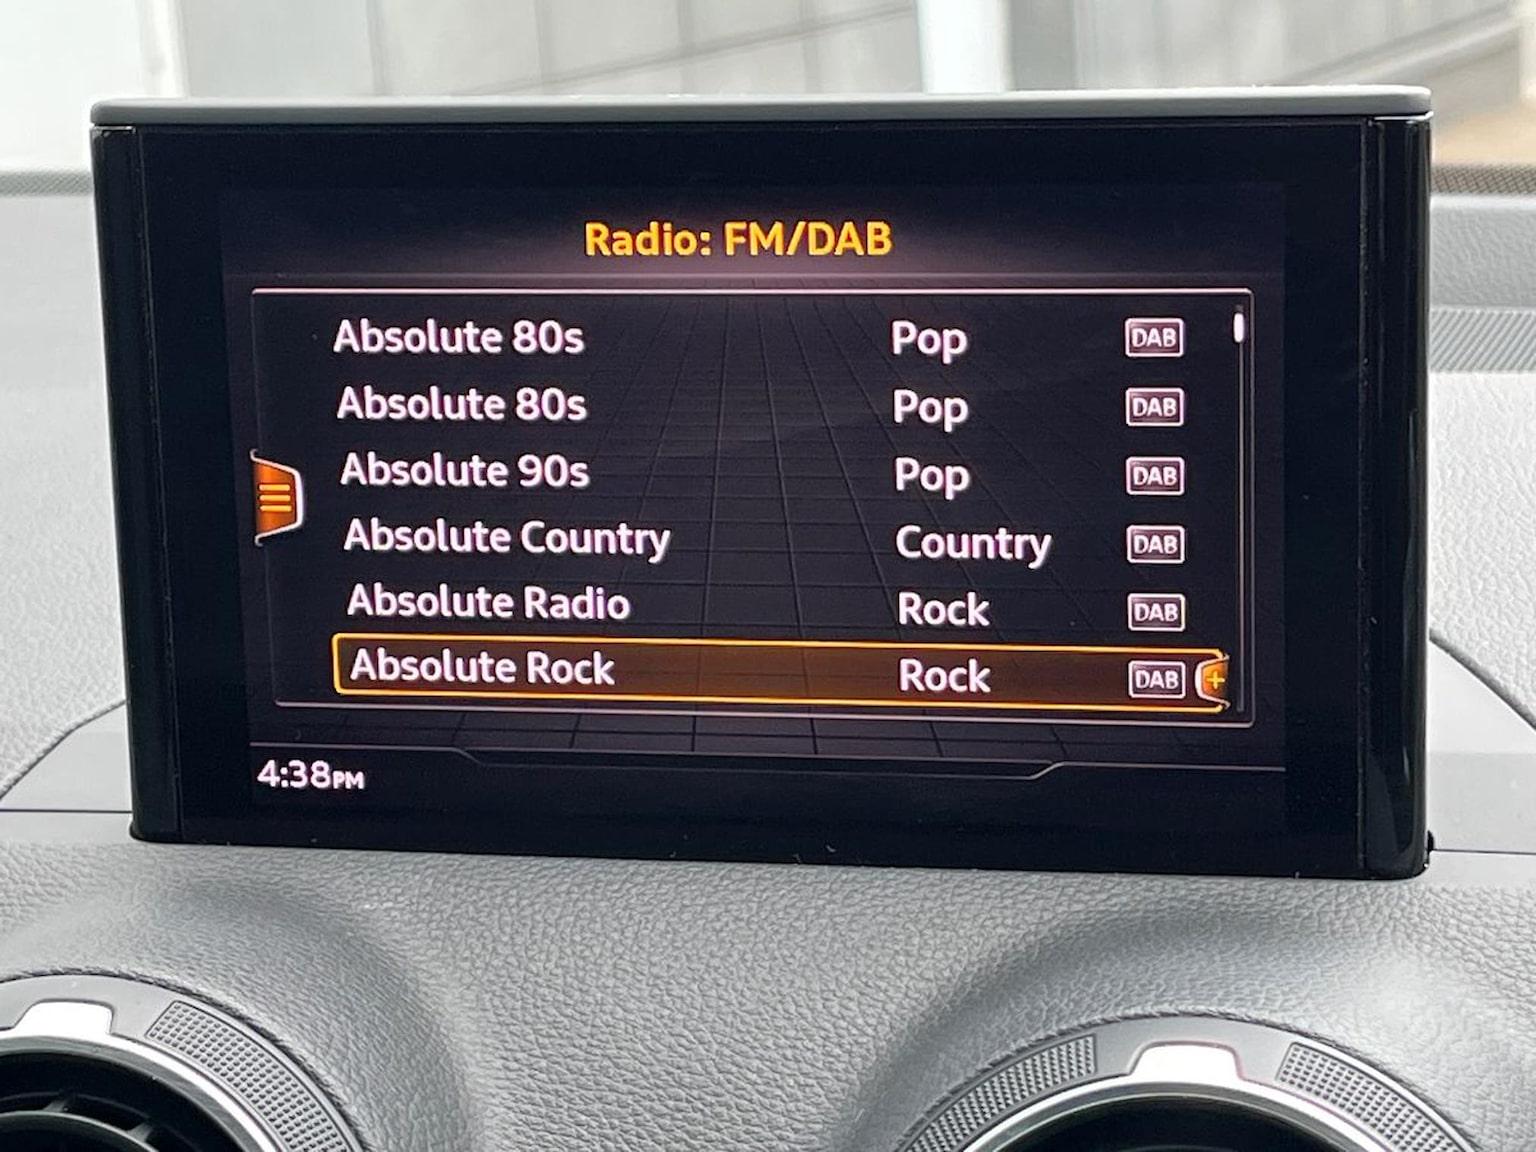 Radio: FM/DAB
Absolute 80s Pop DAB
Absolute 80s Pop DAB
Absolute 90s Pop DAB
Absolute Country Country DAB
Absolute Radio Rock DAB
Absolute Rock Rock DAB +
4:38PM